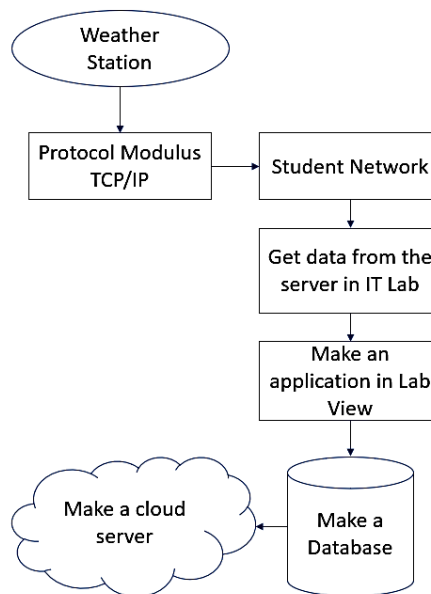 Weather
Station
Protocol Modulus
TCP/IP
Student Network
Get data from the
server in IT Lab
Make an
application in Lab
View
Make a cloud
server
Make a
Database